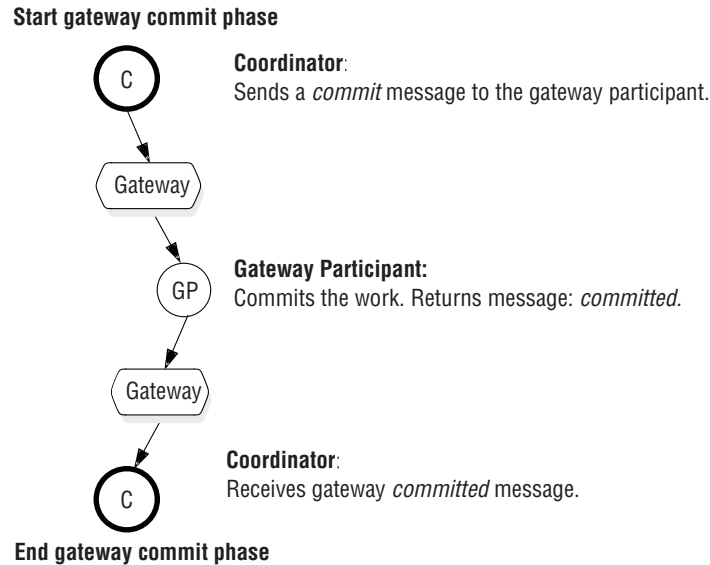 Start gateway commit phase
C
Coordinator:
Sends a commit message to the gateway participant.
Gateway
Gateway Participant:
GP
Commits the work. Returns message: committed.
Gateway
Coordinator:
C
Receives gateway committed message.
End gateway commit phase